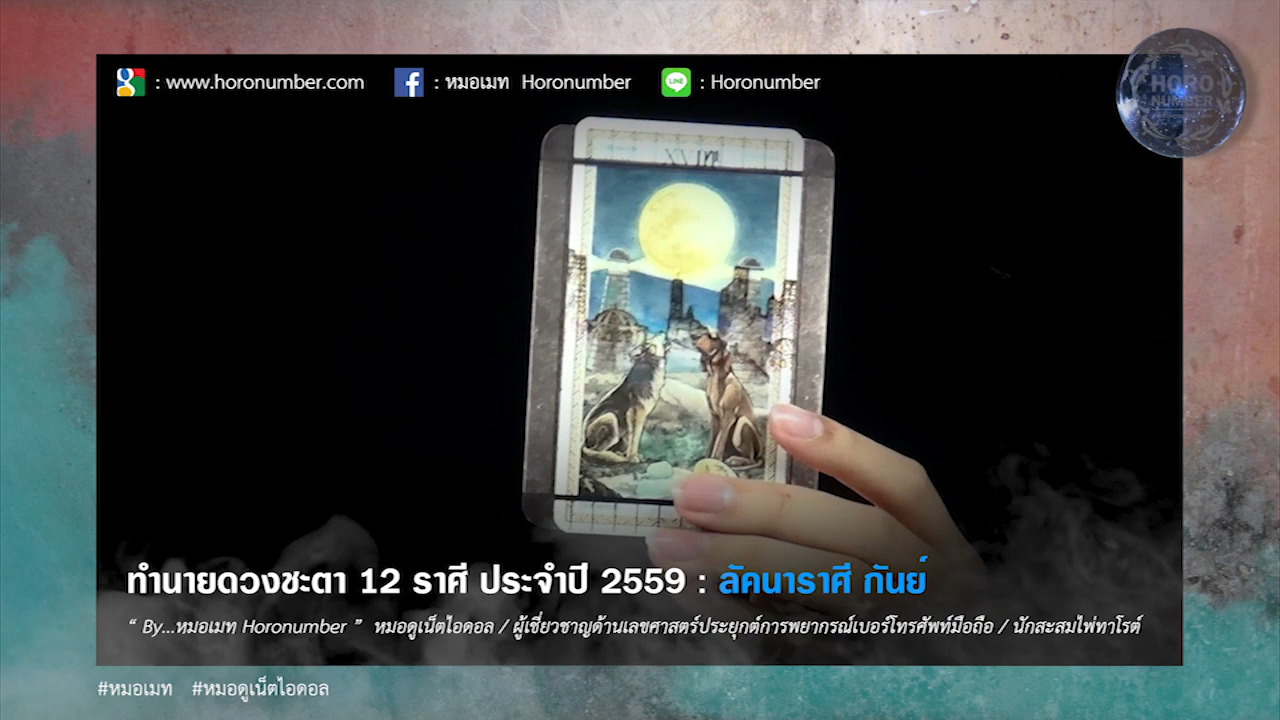 : www.horonumber.com : หมอเมท Horonumber LINE : Horonumber
HORO
NUMBER
ทำนายดวงชะตา 12 ราศี ประจำปี 2559 : ลัคนาราศี กันย์
“ By...หมอเมท Horonumber ” หมอดูเน็ตไอดอล / ผู้เชี่ยวชาญด้านเลขศาสตร์ประยุกต์การพยากรณ์เบอร์โทรศัพท์มือถือ / นักสะสมไพ่ทาโรต์
#หมอเมท #หมอดูเน็ตไอดอล